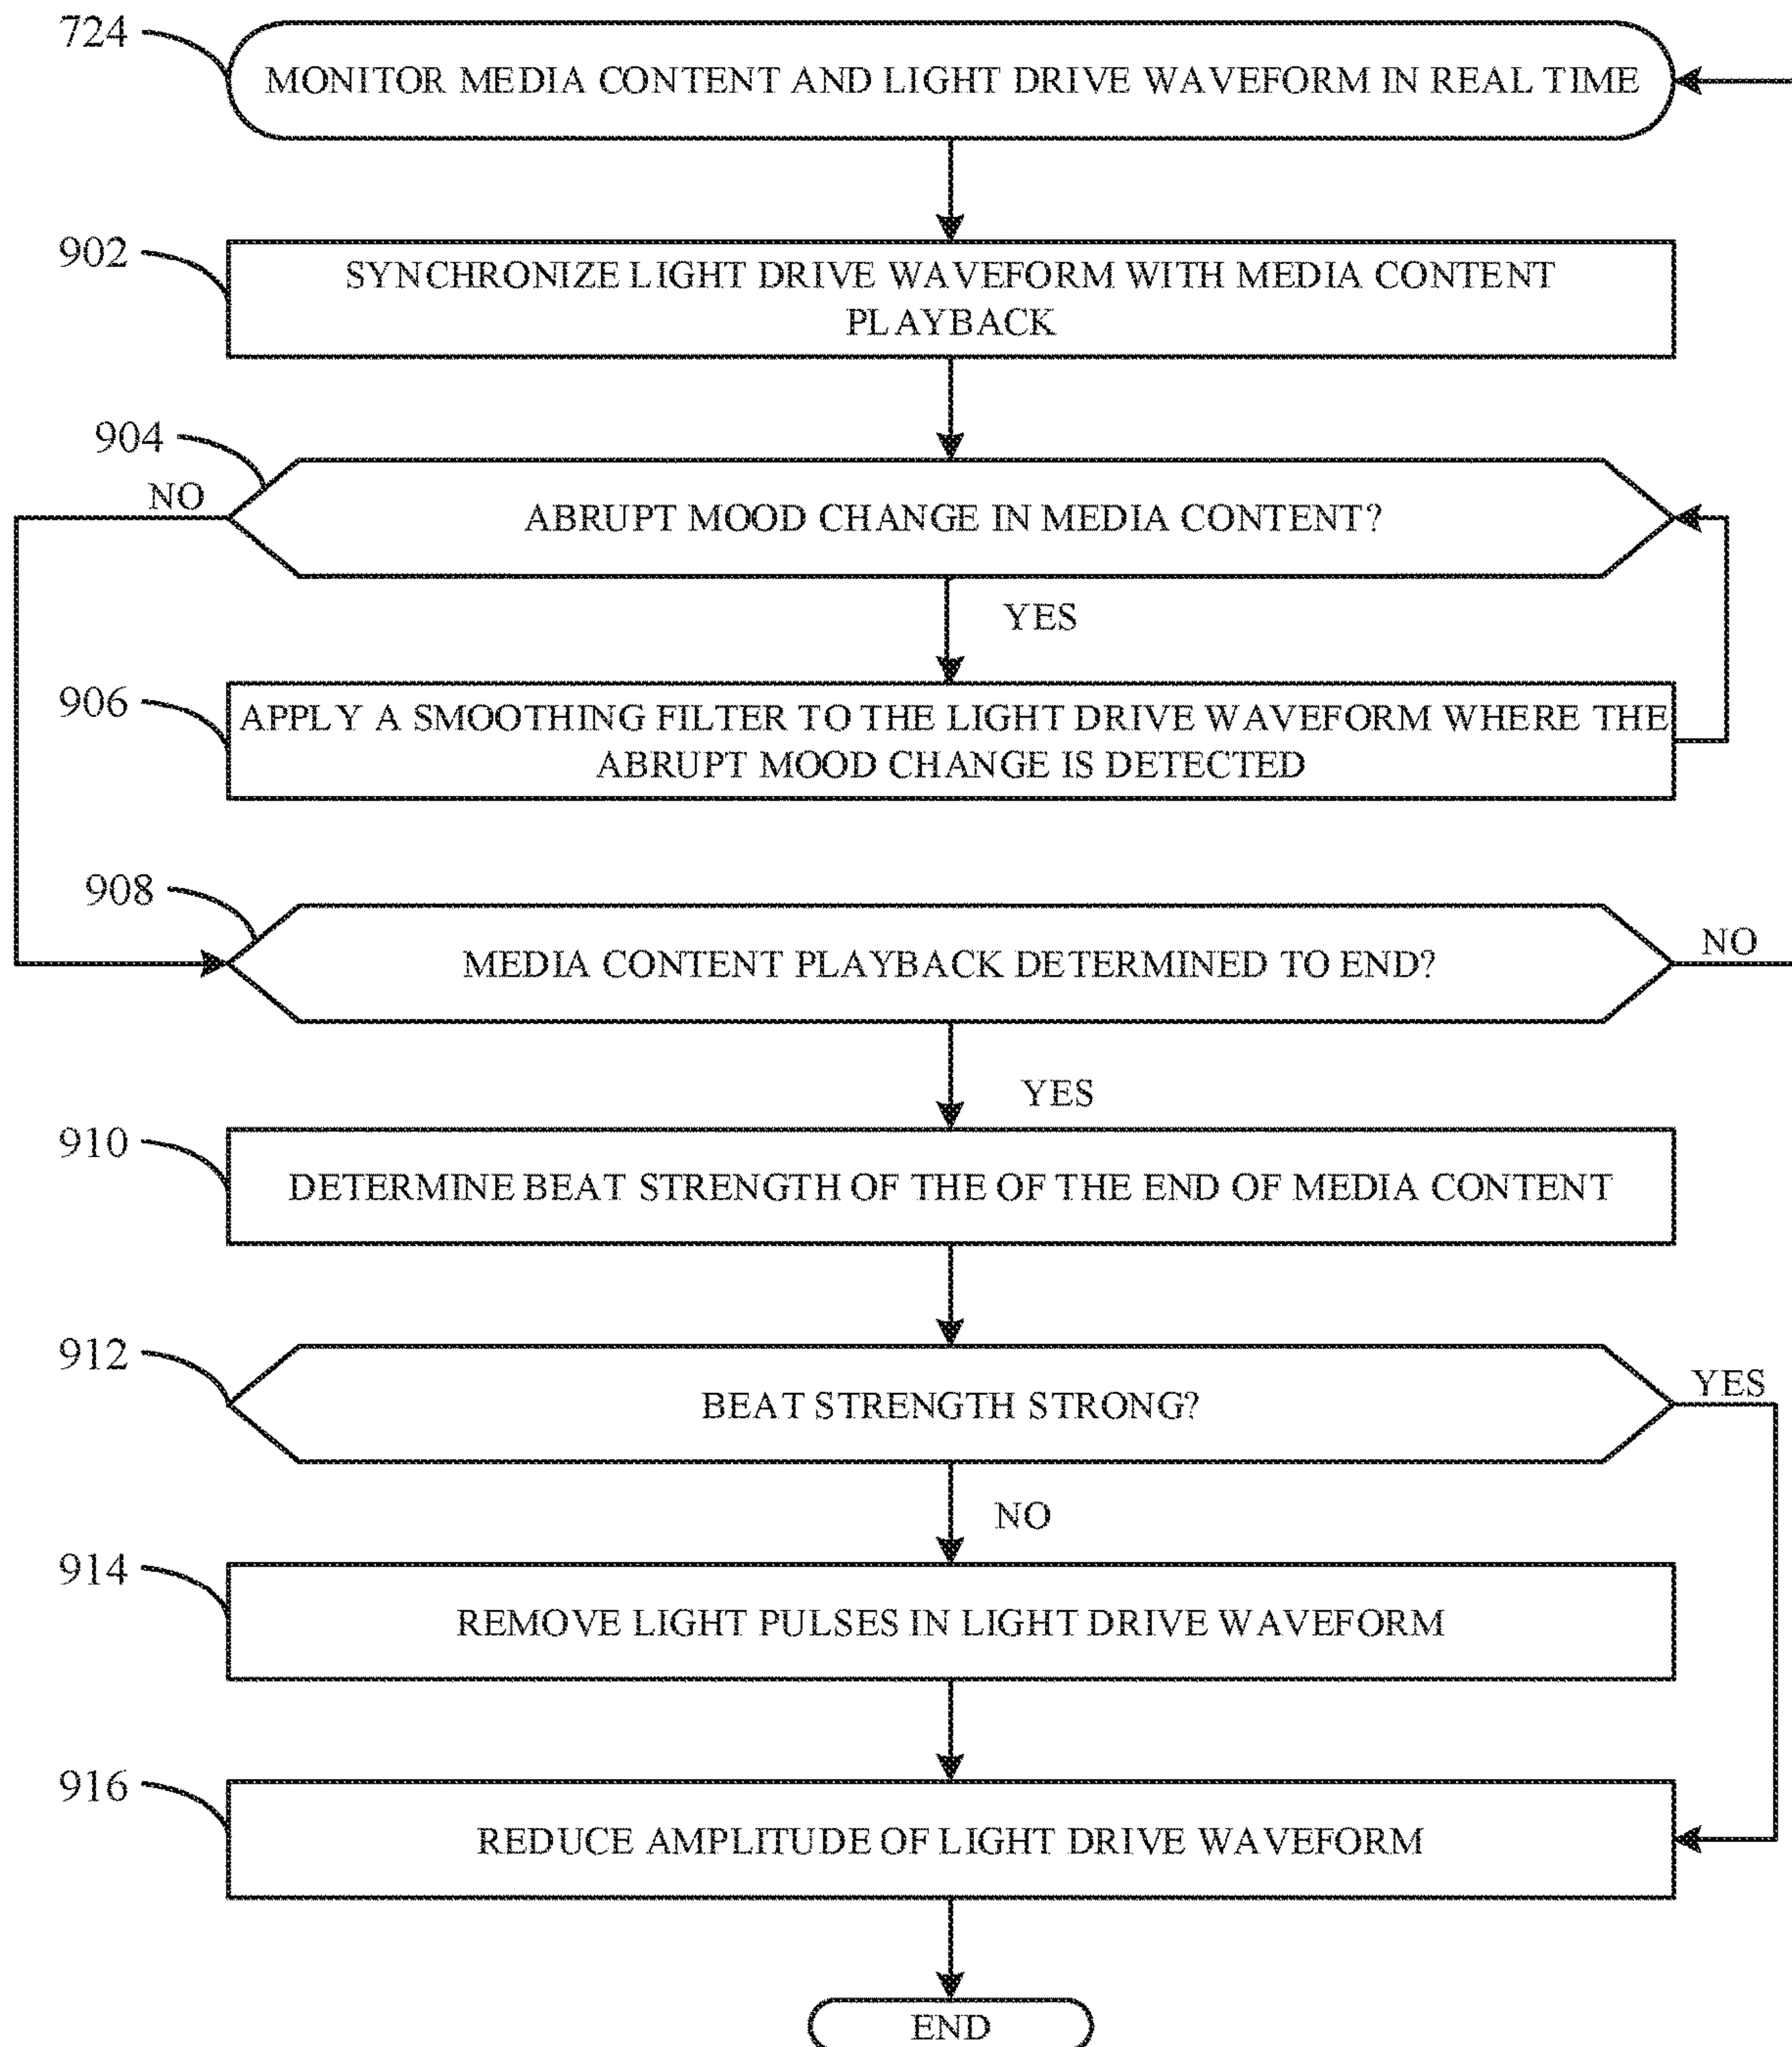 724
MONITOR MEDIA CONTENT AND LIGHT DRIVE WAVEFORM IN REAL TIME
902
SYNCHRONIZE LIGHT DRIVE WAVEFORM WITH MEDIA CONTENT
PLAYBACK
904
NO
ABRUPT MOOD CHANGE IN MEDIA CONTENT?
YES
906
APPLY A SMOOTHING FILTER TO THE LIGHT DRIVE WAVEFORM WHERE THE
ABRUPT MOOD CHANGE IS DETECTED
908
MEDIA CONTENT PLAYBACK DETERMINED TO END?
NO
YES
910
DETERMINE BEAT STRENGTH OF THE OF THE END OF MEDIA CONTENT
912
BEAT STRENGTH STRONG?
YES
NO
914
REMOVE LIGHT PULSES IN LIGHT DRIVE WAVEFORM
916
REDUCE AMPLITUDE OF LIGHT DRIVE WAVEFORM
END